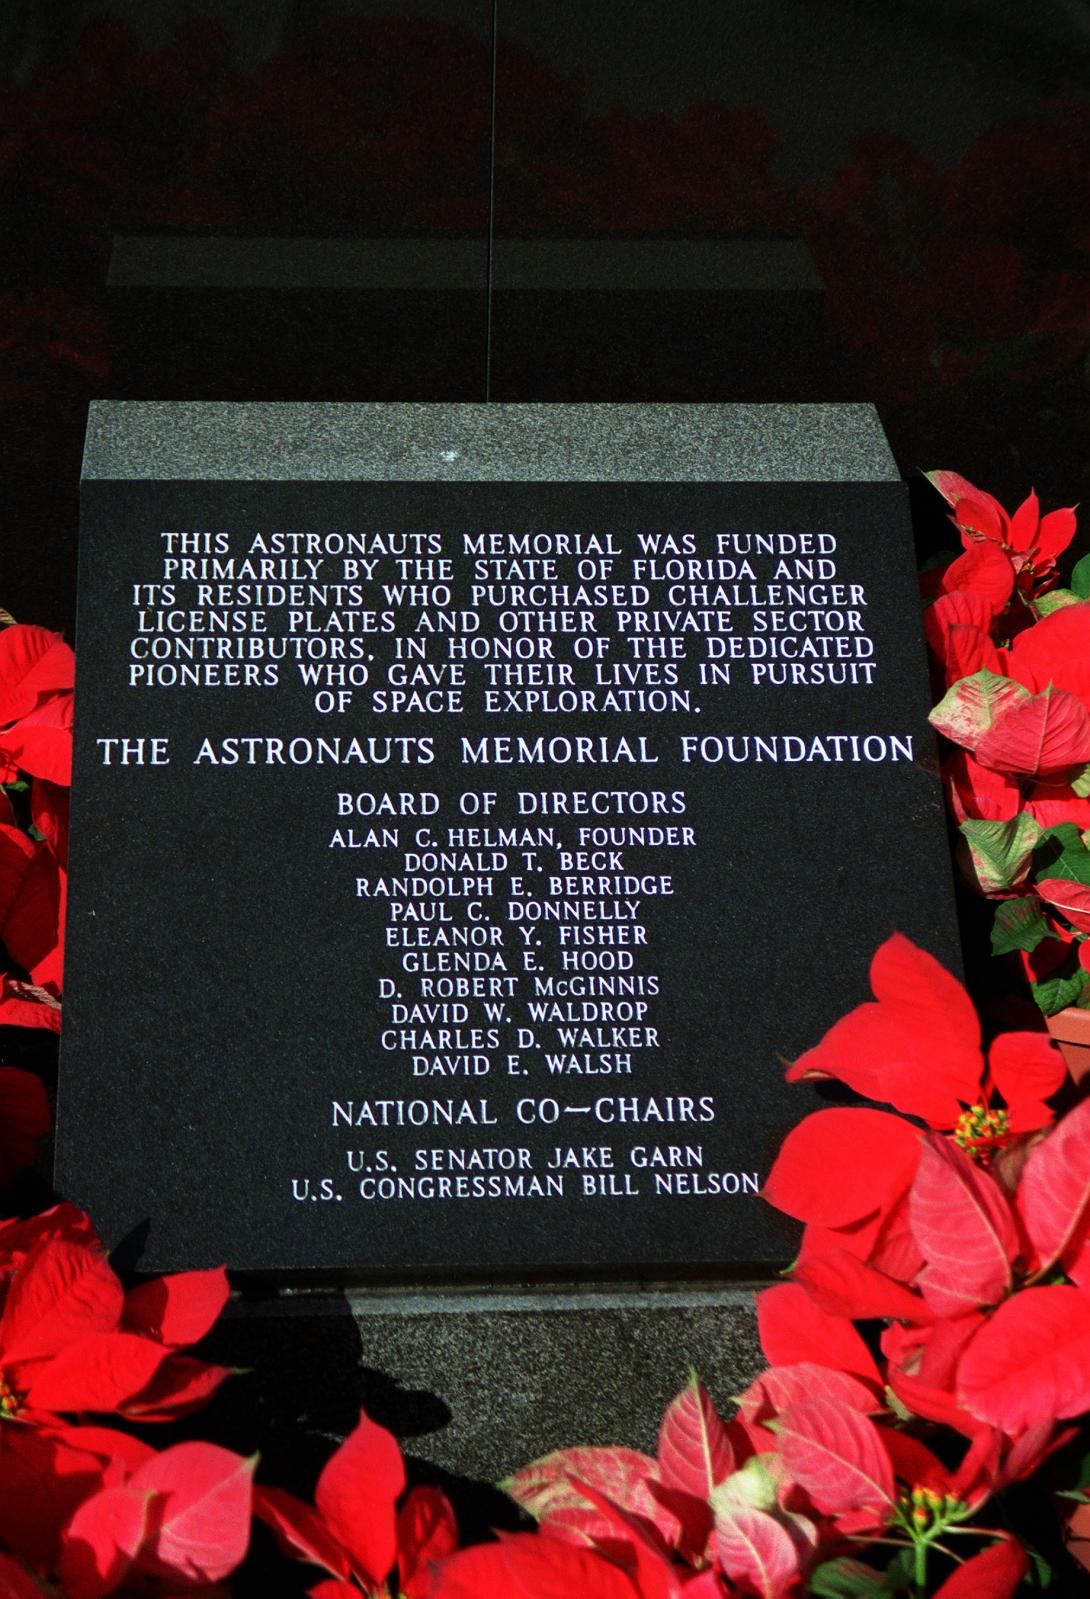 THIS ASTRONAUTS MEMORIAL WAS FUNDED
PRIMARILY BY THE STATE OF FLORIDA AND
ITS RESIDENTS WHO PURCHASED CHALLENGER
LICENSE PLATES AND OTHER PRIVATE SECTOR
CONTRIBUTORS, IN HONOR OF THE DEDICATED
PIONEERS WHO GAVE THEIR LIVES IN PURSUIT
OF SPACE EXPLORATION.
THE ASTRONAUTS MEMORIAL FOUNDATION
BOARD OF DIRECTORS
ALAN C. HELMAN, FOUNDER
DONALD T. BECK
RANDOLPH E. BERRIDGE
PAUL C. DONNELLY
ELEANOR Y. FISHER
GLENDA E. HOOD
D. ROBERT McGINNIS
DAVID W. WALDROP
CHARLES D. WALKER
DAVID E. WALSH
NATIONAL CO—CHAIRS
U.S. SENATOR JAKE GARN
U.S. CONGRESSMAN BILL NELSON